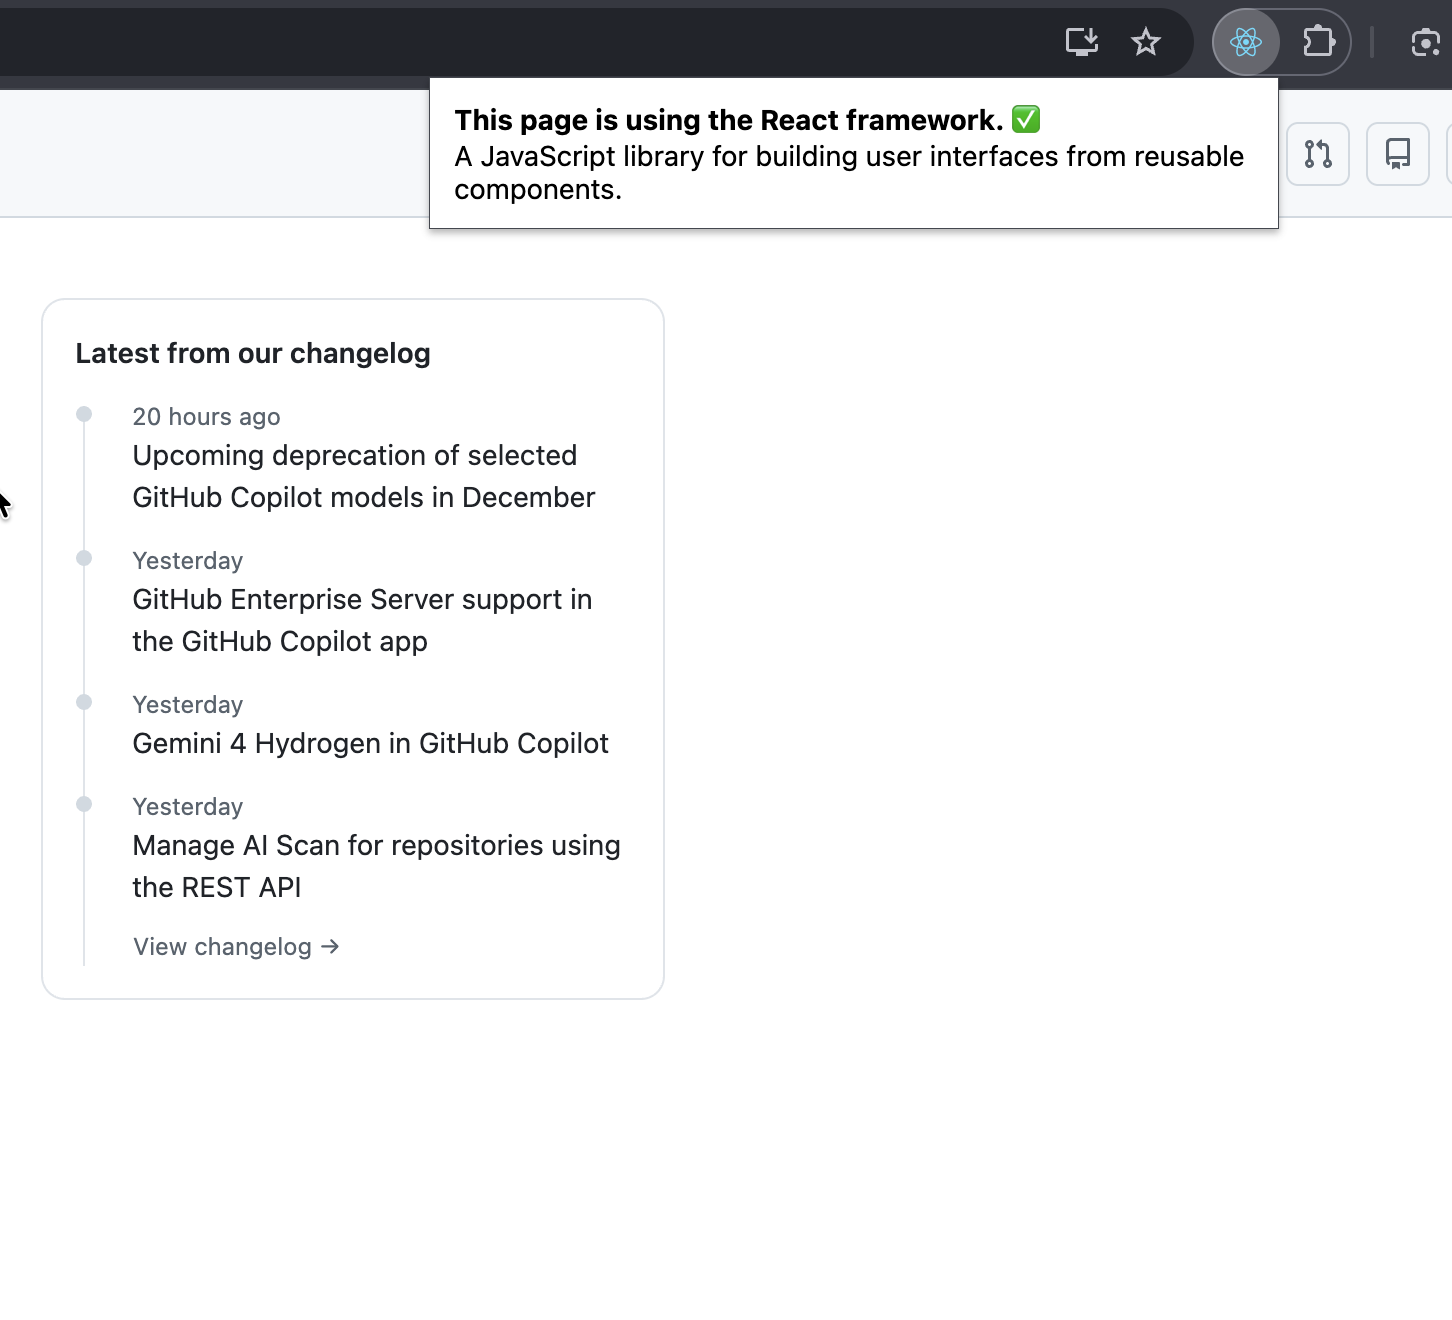 This page is using the React framework. ✅
A JavaScript library for building user interfaces from reusable
components.
Latest from our changelog
20 hours ago
Upcoming deprecation of selected
GitHub Copilot models in December
Yesterday
GitHub Enterprise Server support in
the GitHub Copilot app
Yesterday
Gemini 4 Hydrogen in GitHub Copilot
Yesterday
Manage AI Scan for repositories using
the REST API
View changelog →